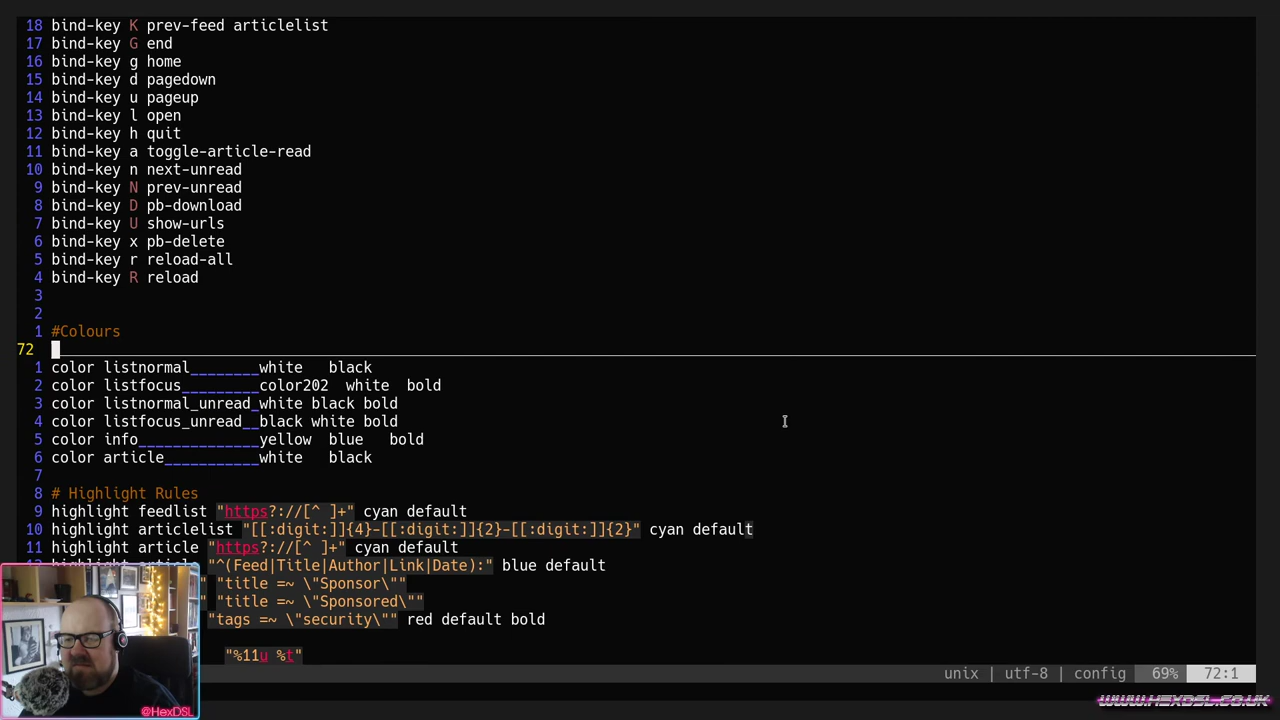 18 bind-key K prev-feed articlelist
17 bind-key G end
16 bind-key g home
15 bind-key d pagedown
14 bind-key u pageup
13 bind-key l open
12 bind-key h quit
11 bind-key a toggle-article-read
10 bind-key n next-unread
9 bind-key N prev-unread
8 bind-key D pb-download
7 bind-key U show-urls
6 bind-key x pb-delete
5 bind-key r reload-all
4 bind-key R reload
3
2
1 #Colours
72
1 color listnormal________white   black
2 color listfocus_________color202  white  bold
3 color listnormal_unread_white black bold
4 color listfocus_unread__black white bold
5 color info______________yellow  blue   bold
6 color article___________white   black
7
8 # Highlight Rules
9 highlight feedlist "https?://[^ ]+" cyan default
10 highlight articlelist "[[:digit:]]{4}-[[:digit:]]{2}-[[:digit:]]{2}" cyan default
11 highlight article "https?://[^ ]+" cyan default
"^(Feed|Title|Author|Link|Date):" blue default
"title =~ \"Sponsor\""
"title =~ \"Sponsored\""
"tags =~ \"security\"" red default bold
"%11u %t"
unix | utf-8 | config 69% 72:1
@HexDSL
WWW.HEXDSL.CO.UK